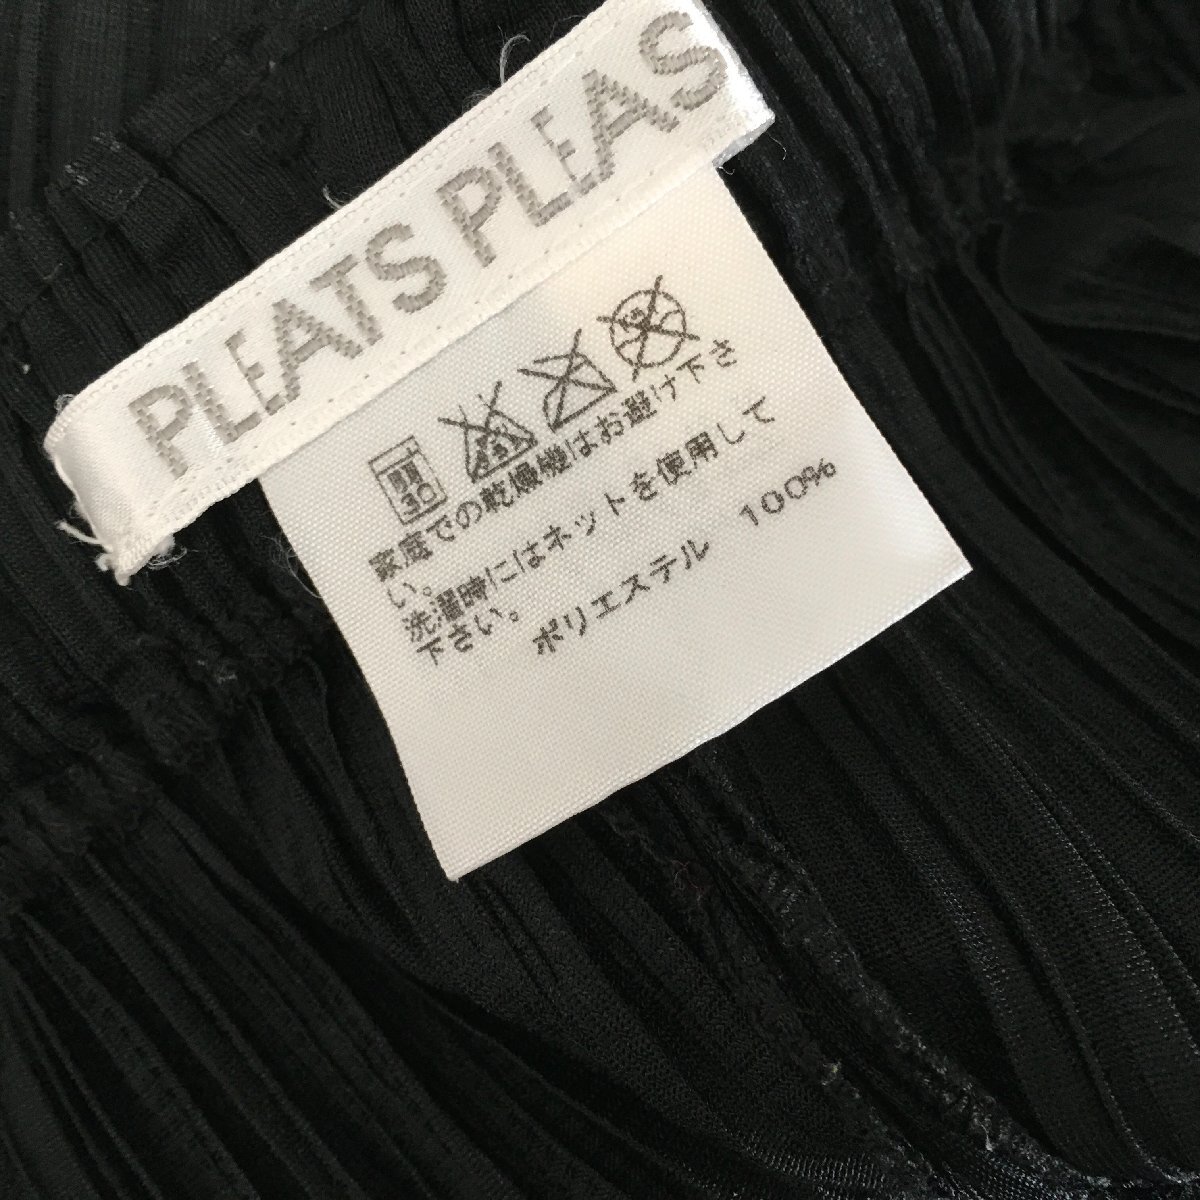 PLEATS PLEAS
弱
30
家庭での乾燥機はお避け下さ
い。
洗濯時にはネットを使用して
下さい。
ポリエステル 100%